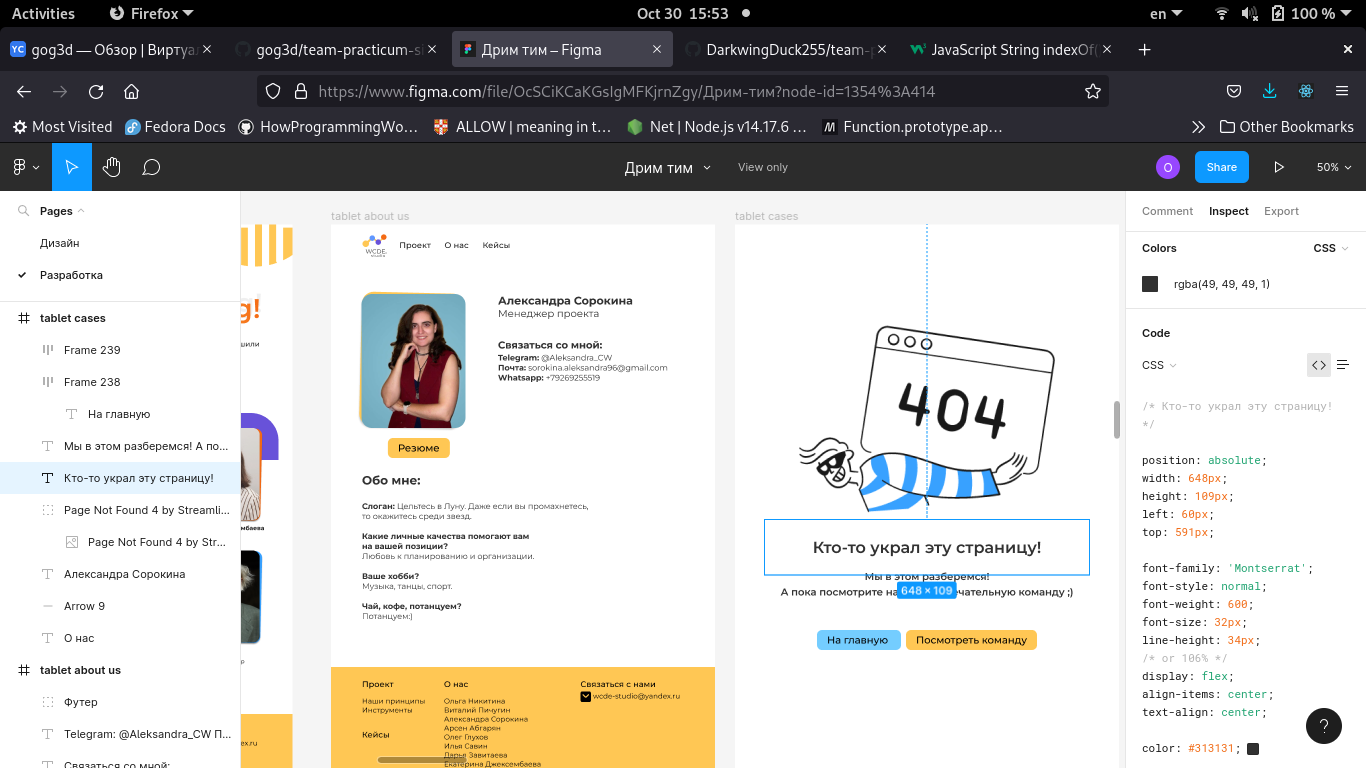 Activities
Firefox
Oct 30 15:53
en
100 %
gog3d — Обзор | Виртуа
gog3d/team-practicum-si
Дрим тим – Figma
DarkwingDuck255/team-p
JavaScript String indexOf(
https://www.figma.com/file/OcSCiKCaKGsIgMFKjrnZgy/Дрим-тим?node-id=1354%3A414
Most Visited
Fedora Docs
HowProgrammingWo…
ALLOW | meaning in t…
Net | Node.js v14.17.6 …
Function.prototype.ap…
Other Bookmarks
Дрим тим
View only
O
Share
50%
Pages
Дизайн
Разработка
tablet cases
Frame 239
Frame 238
На главную
Мы в этом разберемся! А по...
Кто-то украл эту страницу!
Page Not Found 4 by Streamli...
Page Not Found 4 by Str...
Александра Сорокина
Arrow 9
О нас
tablet about us
Футер
Telegram: @Aleksandra_CW П...
Связаться со мной:
g!
tablet about us
WCDE.
studio
Проект
О нас
Кейсы
Александра Сорокина
Менеджер проекта
Связаться со мной:
Telegram: @Aleksandra_CW
Почта: sorokina.aleksandra96@gmail.com
Whatsapp: +79269255519
Резюме
Обо мне:
Слоган: Цельтесь в Луну. Даже если вы промахнетесь,
то окажитесь среди звезд.
Какие личные качества помогают вам
на вашей позиции?
Любовь к планированию и организации.
Ваше хобби?
Музыка, танцы, спорт.
Чай, кофе, потанцуем?
Потанцуем:)
Проект
Наши принципы
Инструменты
Кейсы
О нас
Ольга Никитина
Виталий Пичугин
Александра Сорокина
Арсен Абгарян
Олег Глухов
Илья Савин
Дарья Завитаева
Екатерина Джексембаева
Связаться с нами
wcde-studio@yandex.ru
tablet cases
404
Кто-то украл эту страницу!
Мы в этом разберемся!
А пока посмотрите на
648 × 109
ечательную команду ;)
На главную
Посмотреть команду
Comment
Inspect
Export
Colors
CSS
rgba(49, 49, 49, 1)
Code
CSS
/* Кто-то украл эту страницу!
*/
position: absolute;
width: 648px;
height: 109px;
left: 60px;
top: 591px;
font-family: 'Montserrat';
font-style: normal;
font-weight: 600;
font-size: 32px;
line-height: 34px;
/* or 106% */
display: flex;
align-items: center;
text-align: center;
color: #313131;
?